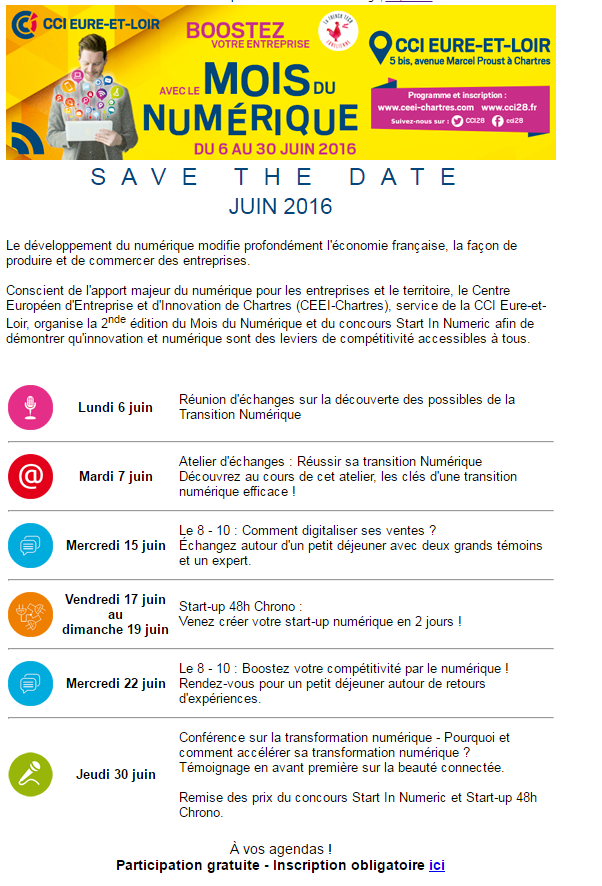 CCI EURE-ET-LOIR
BOOSTEZ
VOTRE ENTREPRISE
LA FRENCH TECH
AVEC LE MOIS DU
NUMÉRIQUE
DU 6 AU 30 JUIN 2016
CCI EURE-ET-LOIR
5 bis, avenue Marcel Proust à Chartres
Programme et inscription :
www.ceei-chartres.com www.cci28.fr
Suivez-nous sur : CCI28 cci28
SAVE THE DATE
JUIN 2016
Le développement du numérique modifie profondément l'économie française, la façon de
produire et de commercer des entreprises.
Conscient de l'apport majeur du numérique pour les entreprises et le territoire, le Centre
Européen d'Entreprise et d'Innovation de Chartres (CEEI-Chartres), service de la CCI Eure-et-
Loir, organise la 2nde édition du Mois du Numérique et du concours Start In Numeric afin de
démontrer qu'innovation et numérique sont des leviers de compétitivité accessibles à tous.
Lundi 6 juin
Réunion d'échanges sur la découverte des possibles de la
Transition Numérique
@
Mardi 7 juin
Atelier d'échanges : Réussir sa transition Numérique
Découvrez au cours de cet atelier, les clés d'une transition
numérique efficace !
Mercredi 15 juin
Le 8 - 10 : Comment digitaliser ses ventes ?
Échangez autour d'un petit déjeuner avec deux grands témoins
et un expert.
Vendredi 17 juin
au
dimanche 19 juin
Start-up 48h Chrono :
Venez créer votre start-up numérique en 2 jours !
Mercredi 22 juin
Le 8 - 10 : Boostez votre compétitivité par le numérique !
Rendez-vous pour un petit déjeuner autour de retours
d'expériences.
Jeudi 30 juin
Conférence sur la transformation numérique - Pourquoi et
comment accélérer sa transformation numérique ?
Témoignage en avant première sur la beauté connectée.
Remise des prix du concours Start In Numeric et Start-up 48h
Chrono.
À vos agendas !
Participation gratuite - Inscription obligatoire ici